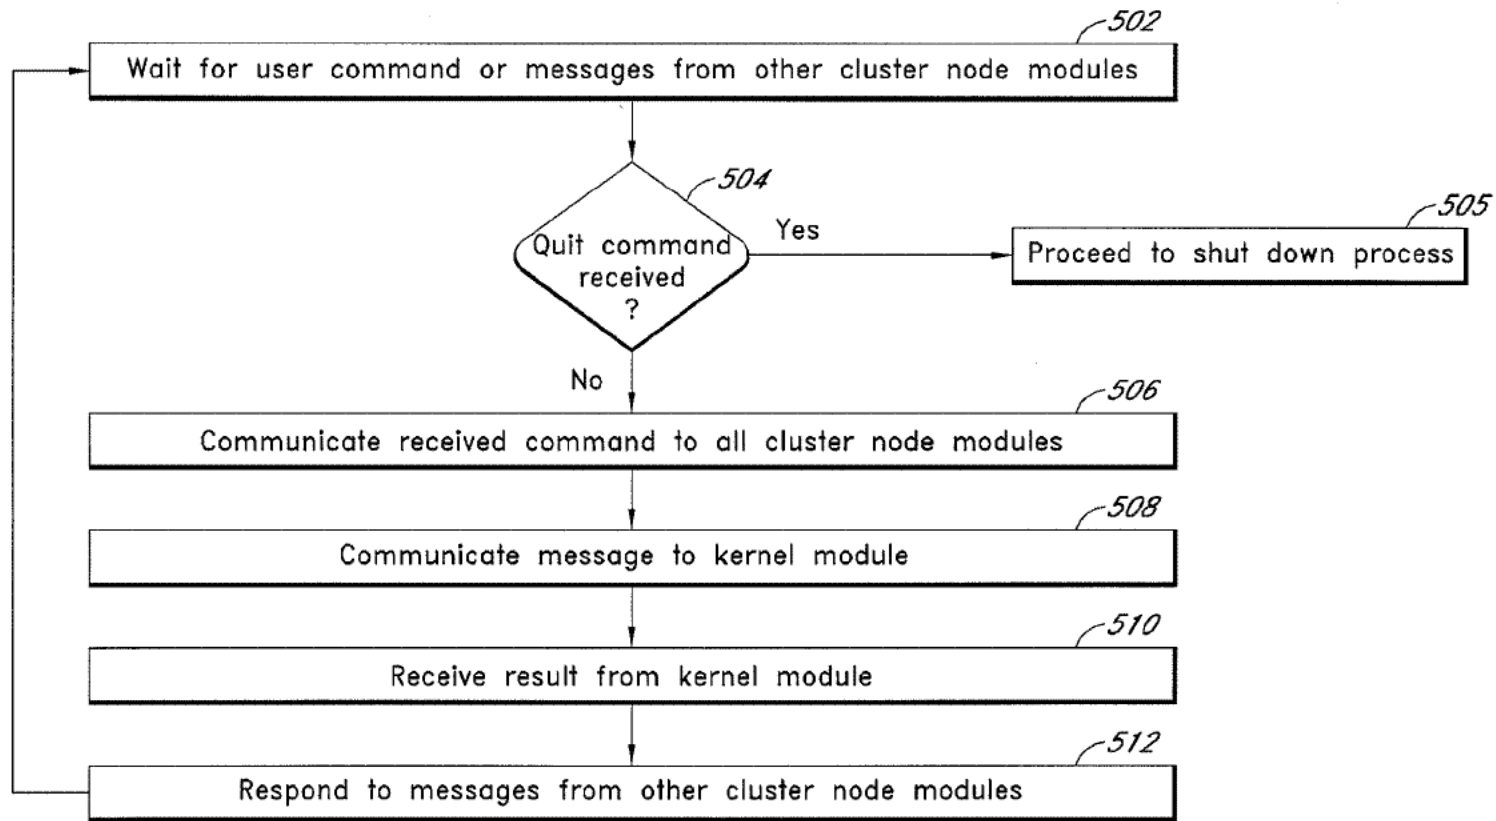 502
Wait for user command or messages from other cluster node modules
504
Quit command
received
?
Yes
505
Proceed to shut down process
No
506
Communicate received command to all cluster node modules
508
Communicate message to kernel module
510
Receive result from kernel module
512
Respond to messages from other cluster node modules